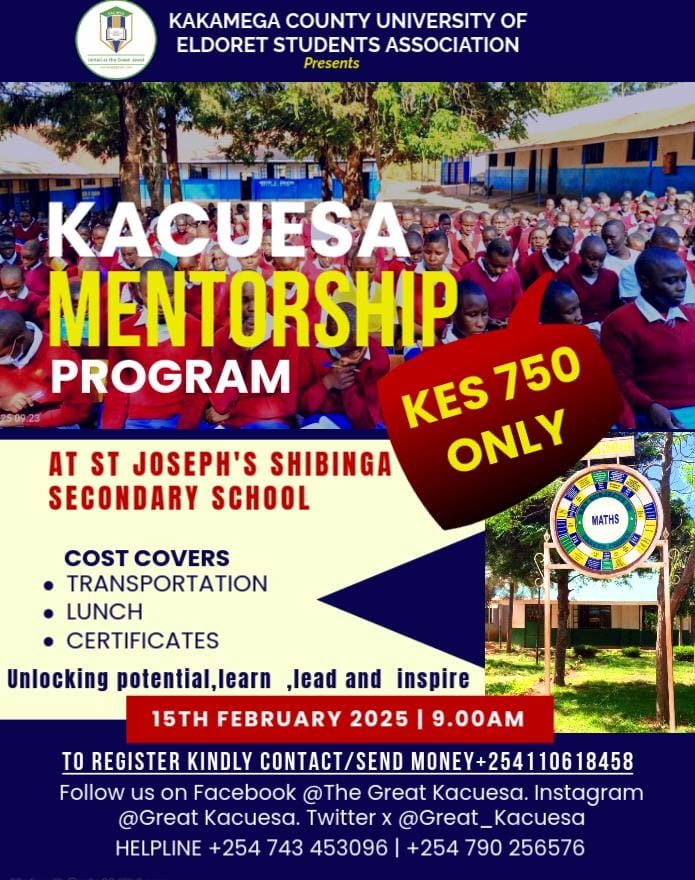 KAKAMEGA COUNTY UNIVERSITY OF
ELDORET STUDENTS ASSOCIATION
Presents
KACUESA
MENTORSHIP
PROGRAM
25 09:23
KES 750
ONLY
AT ST JOSEPH'S SHIBINGA
SECONDARY SCHOOL
MATHS
COST COVERS
• TRANSPORTATION
• LUNCH
• CERTIFICATES
Unlocking potential,learn ,lead and inspire
15TH FEBRUARY 2025 | 9.00AM
TO REGISTER KINDLY CONTACT/SEND MONEY+254110618458
Follow us on Facebook @The Great Kacuesa. Instagram
@Great Kacuesa. Twitter x @Great_Kacuesa
HELPLINE +254 743 453096 | +254 790 256576